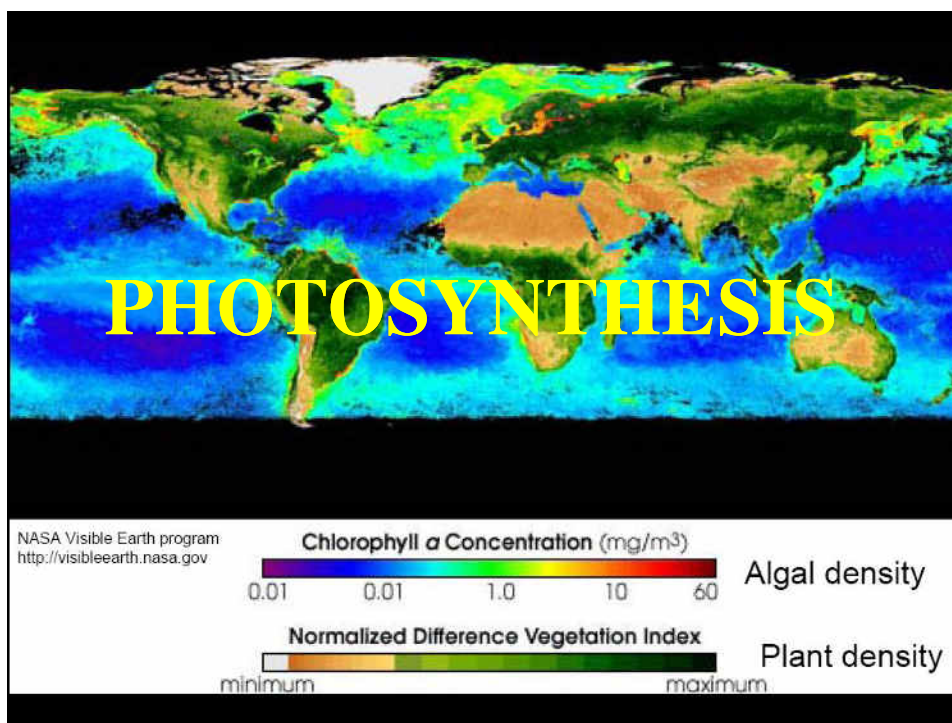 PHOTOSYNTHESIS
NASA Visible Earth program
http://visibleearth.nasa.gov
Chlorophyll a Concentration (mg/m³)
0.01 0.01 1.0 10 60
Algal density
Normalized Difference Vegetation Index
Plant density
minimum maximum